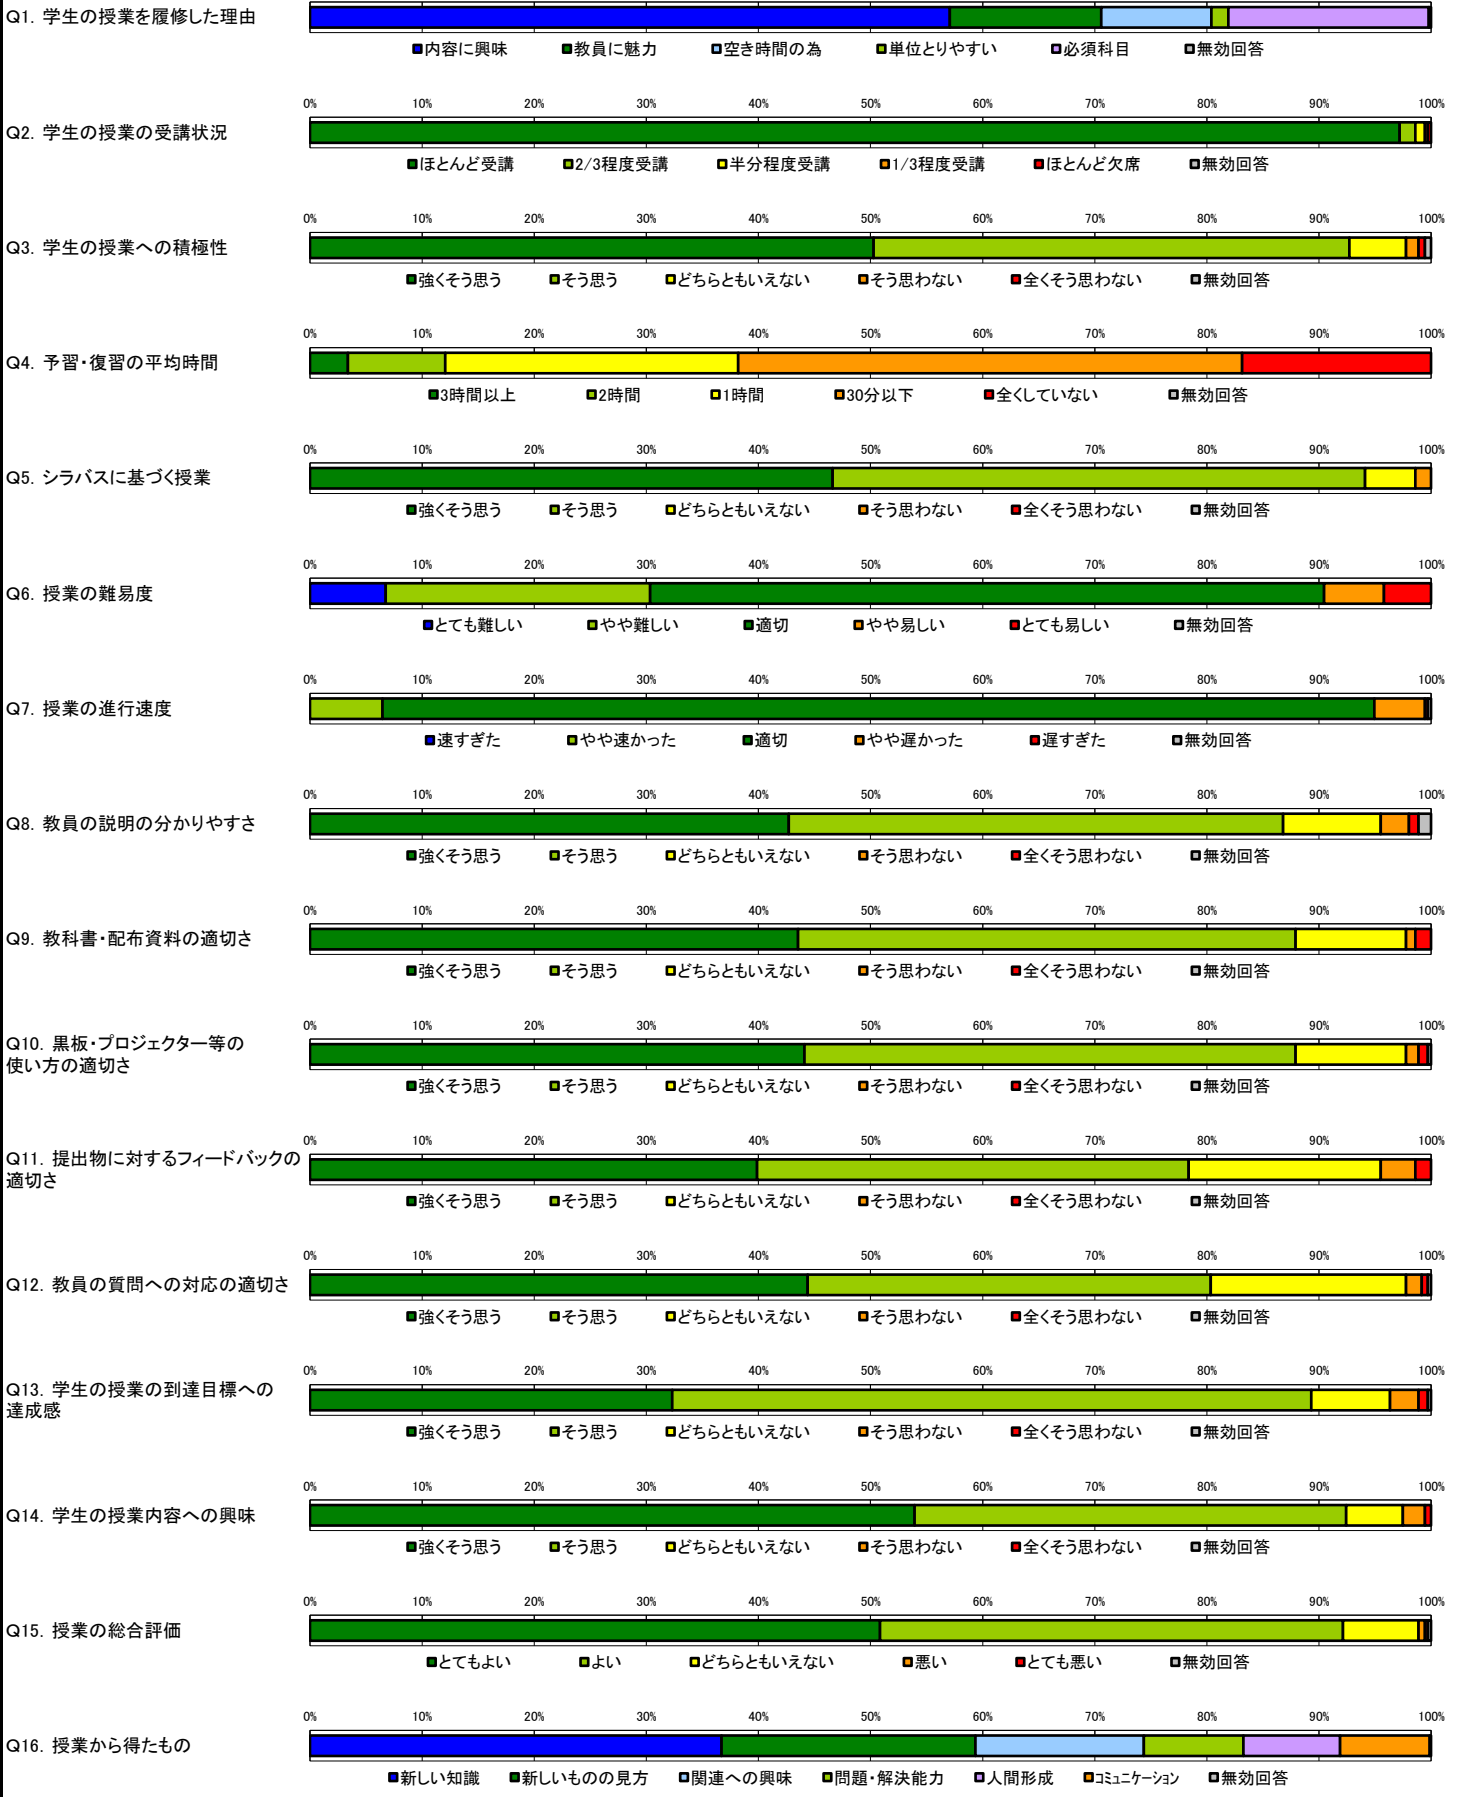 Q1. 学生の授業を履修した理由
内容に興味 教員に魅力 空き時間の為 単位とりやすい 必須科目 無効回答
0% 10% 20% 30% 40% 50% 60% 70% 80% 90% 100%
Q2. 学生の授業の受講状況
ほとんど受講 2/3程度受講 半分程度受講 1/3程度受講 ほとんど欠席 無効回答
0% 10% 20% 30% 40% 50% 60% 70% 80% 90% 100%
Q3. 学生の授業への積極性
強くそう思う そう思う どちらともいえない そう思わない 全くそう思わない 無効回答
0% 10% 20% 30% 40% 50% 60% 70% 80% 90% 100%
Q4. 予習・復習の平均時間
3時間以上 2時間 1時間 30分以下 全くしていない 無効回答
0% 10% 20% 30% 40% 50% 60% 70% 80% 90% 100%
Q5. シラバスに基づく授業
強くそう思う そう思う どちらともいえない そう思わない 全くそう思わない 無効回答
0% 10% 20% 30% 40% 50% 60% 70% 80% 90% 100%
Q6. 授業の難易度
とても難しい やや難しい 適切 やや易しい とても易しい 無効回答
0% 10% 20% 30% 40% 50% 60% 70% 80% 90% 100%
Q7. 授業の進行速度
速すぎた やや速かった 適切 やや遅かった 遅すぎた 無効回答
0% 10% 20% 30% 40% 50% 60% 70% 80% 90% 100%
Q8. 教員の説明の分かりやすさ
強くそう思う そう思う どちらともいえない そう思わない 全くそう思わない 無効回答
0% 10% 20% 30% 40% 50% 60% 70% 80% 90% 100%
Q9. 教科書・配布資料の適切さ
強くそう思う そう思う どちらともいえない そう思わない 全くそう思わない 無効回答
0% 10% 20% 30% 40% 50% 60% 70% 80% 90% 100%
Q10. 黒板・プロジェクター等の
使い方の適切さ
強くそう思う そう思う どちらともいえない そう思わない 全くそう思わない 無効回答
0% 10% 20% 30% 40% 50% 60% 70% 80% 90% 100%
Q11. 提出物に対するフィードバックの
適切さ
強くそう思う そう思う どちらともいえない そう思わない 全くそう思わない 無効回答
0% 10% 20% 30% 40% 50% 60% 70% 80% 90% 100%
Q12. 教員の質問への対応の適切さ
強くそう思う そう思う どちらともいえない そう思わない 全くそう思わない 無効回答
0% 10% 20% 30% 40% 50% 60% 70% 80% 90% 100%
Q13. 学生の授業の到達目標への
達成感
強くそう思う そう思う どちらともいえない そう思わない 全くそう思わない 無効回答
0% 10% 20% 30% 40% 50% 60% 70% 80% 90% 100%
Q14. 学生の授業内容への興味
強くそう思う そう思う どちらともいえない そう思わない 全くそう思わない 無効回答
0% 10% 20% 30% 40% 50% 60% 70% 80% 90% 100%
Q15. 授業の総合評価
とてもよい よい どちらともいえない 悪い とても悪い 無効回答
0% 10% 20% 30% 40% 50% 60% 70% 80% 90% 100%
Q16. 授業から得たもの
新しい知識 新しいものの見方 関連への興味 問題・解決能力 人間形成 ｺﾐｭﾆｹｰｼｮﾝ 無効回答